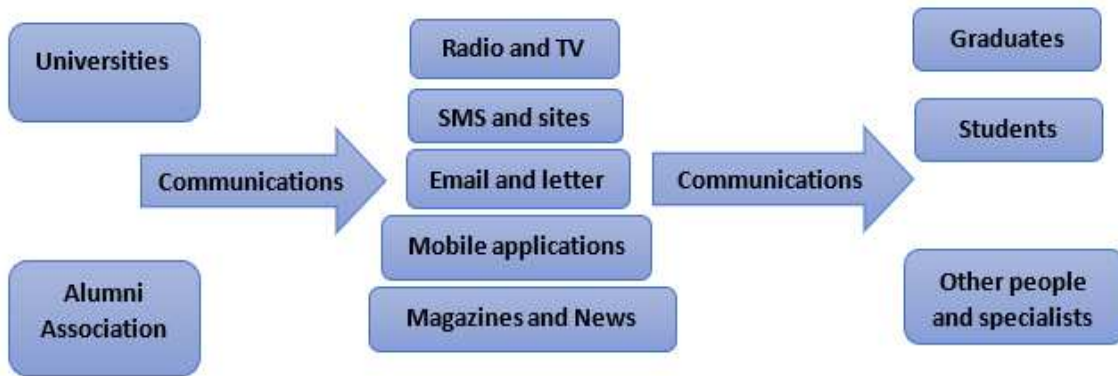 Universities
Alumni
Association
Communications
Radio and TV
SMS and sites
Email and letter
Mobile applications
Magazines and News
Communications
Graduates
Students
Other people
and specialists